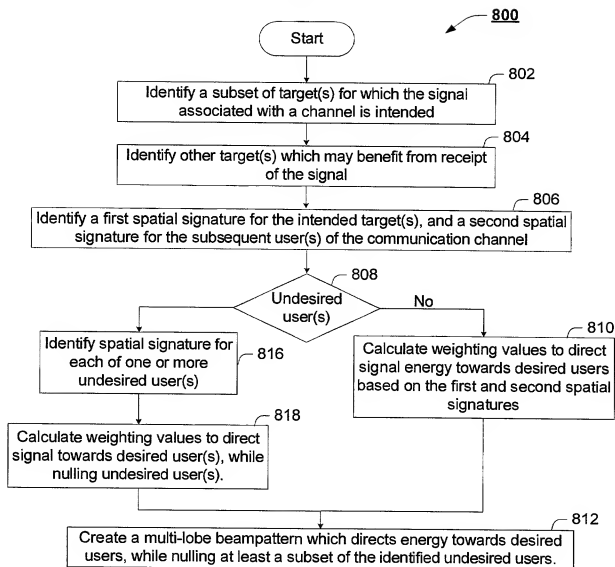 800
Start
802
Identify a subset of target(s) for which the signal
associated with a channel is intended
804
Identify other target(s) which may benefit from receipt
of the signal
806
Identify a first spatial signature for the intended target(s), and a second spatial
signature for the subsequent user(s) of the communication channel
808
Undesired
user(s)
No
810
Calculate weighting values to direct
signal energy towards desired users
based on the first and second spatial
signatures
Identify spatial signature for
each of one or more
undesired user(s)
816
818
Calculate weighting values to direct
signal towards desired user(s), while
nulling undesired user(s).
812
Create a multi-lobe beampattern which directs energy towards desired
users, while nulling at least a subset of the identified undesired users.